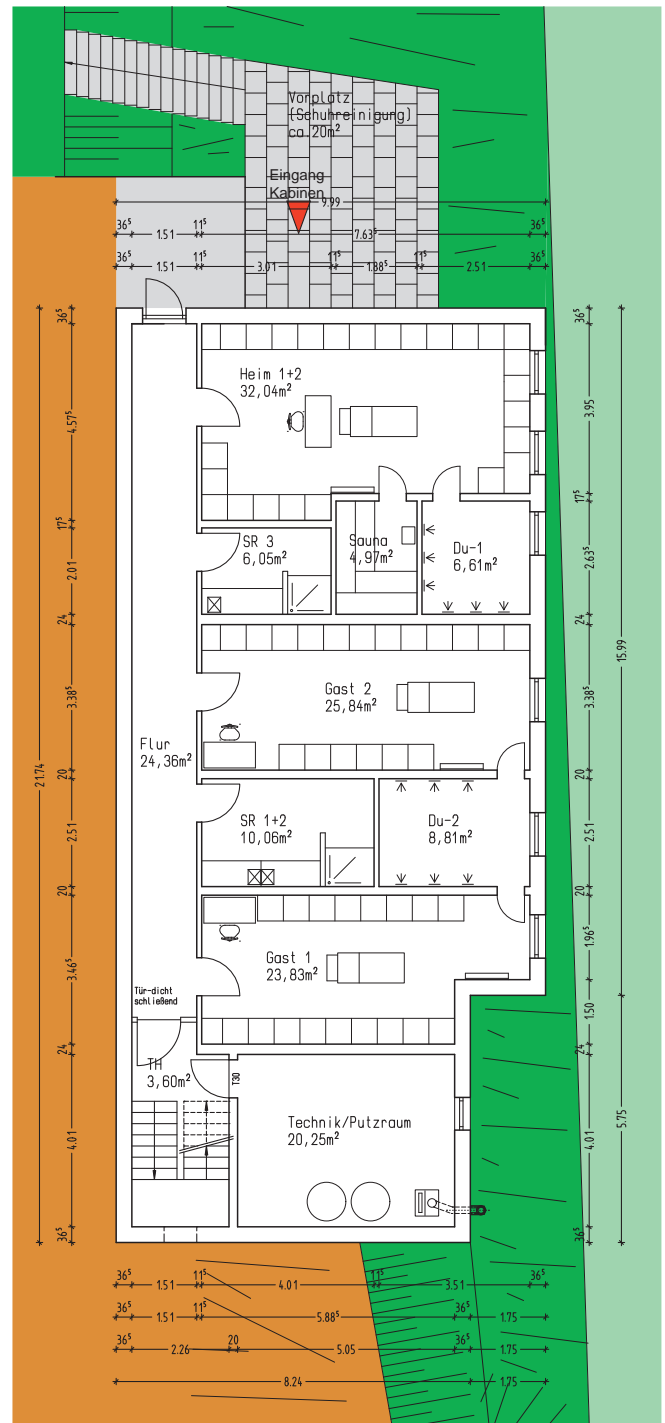 Vorplatz
(Schuhreinigung)
ca.20m²
Eingang
Kabinen
9.99
36⁵ 1.51 11⁵ 7.63⁵ 36⁵
36⁵ 1.51 11⁵ 3.01 11⁵ 1.88⁵ 11⁵ 2.51 36⁵
Heim 1+2
32,04m²
SR 3
6,05m²
Sauna
4,97m²
Du-1
6,61m²
Gast 2
25,84m²
Flur
24,36m²
SR 1+2
10,06m²
Du-2
8,81m²
Gast 1
23,83m²
Tür-dicht
schließend
TH
3,60m²
T30
Technik/Putzraum
20,25m²
21.74
36⁵
4.57⁵
17⁵
2.01
24
3.38⁵
20
2.51
20
3.46⁵
24
4.01
36⁵
36⁵
3.95
17⁵
2.63⁵
24
3.38⁵
20
2.51
20
1.96⁵
1.50
24
4.01
36⁵
15.99
5.75
36⁵ 1.51 11⁵ 4.01 11⁵ 3.51 36⁵
36⁵ 1.51 11⁵ 5.88⁵ 36⁵ 1.75
36⁵ 2.26 20 5.05 36⁵ 1.75
8.24 1.75